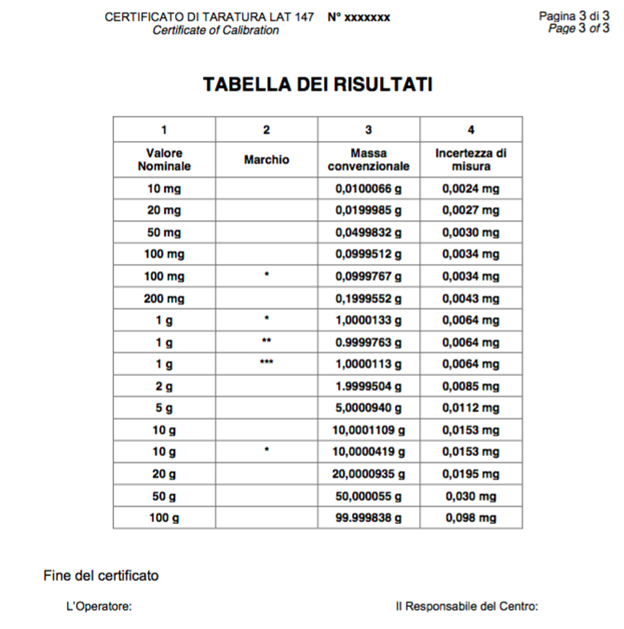 CERTIFICATO DI TARATURA LAT 147 N° xxxxxxx Pagina 3 di 3
Certificate of Calibration Page 3 of 3
TABELLA DEI RISULTATI
1 2 3 4
Valore Nominale Marchio Massa convenzionale Incertezza di misura
10 mg 0,0100066 g 0,0024 mg
20 mg 0,0199985 g 0,0027 mg
50 mg 0,0499832 g 0,0030 mg
100 mg 0,0999512 g 0,0034 mg
100 mg * 0,0999767 g 0,0034 mg
200 mg 0,1999552 g 0,0043 mg
1 g * 1,0000133 g 0,0064 mg
1 g ** 0.9999763 g 0,0064 mg
1 g *** 1,0000113 g 0,0064 mg
2 g 1.9999504 g 0,0085 mg
5 g 5,0000940 g 0,0112 mg
10 g 10,0001109 g 0,0153 mg
10 g * 10,0000419 g 0,0153 mg
20 g 20,0000935 g 0,0195 mg
50 g 50,000055 g 0,030 mg
100 g 99.999838 g 0,098 mg
Fine del certificato
L'Operatore: Il Responsabile del Centro: